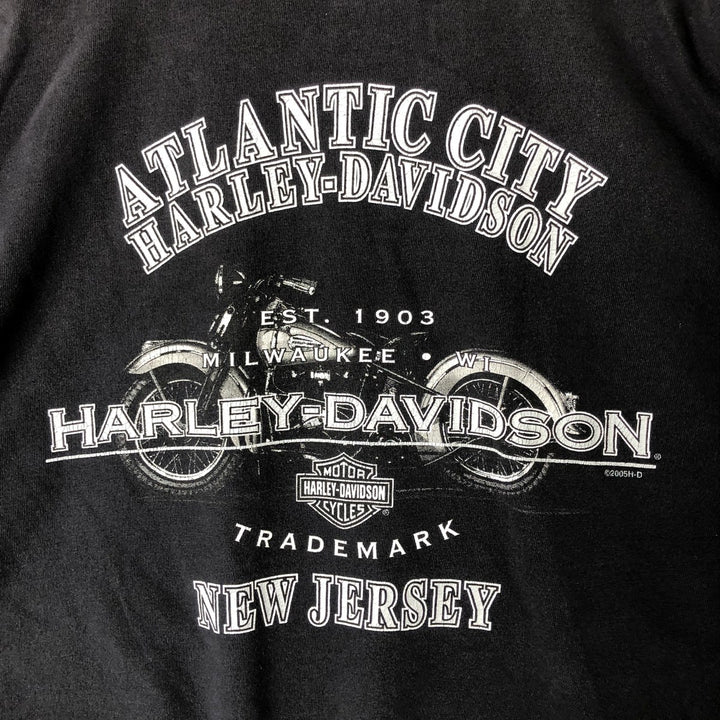 ATLANTIC CITY
HARLEY-DAVIDSON
EST. 1903
MILWAUKEE • WI
HARLEY-DAVIDSON®
©2005H-D
MOTOR
HARLEY-DAVIDSON
CYCLES®
TRADEMARK
NEW JERSEY